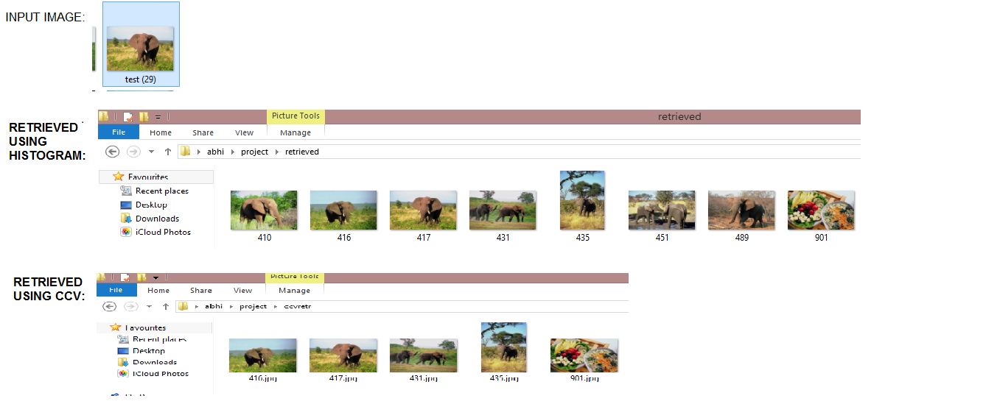 INPUT IMAGE:
test (29)
RETRIEVED
USING
HISTOGRAM:
Picture Tools
retrieved
File Home Share View Manage
abhi project retrieved
Favourites
Recent places
Desktop
Downloads
iCloud Photos
410 416 417 431 435 451 489 901
RETRIEVED
USING CCV:
Picture Tools
File Home Share View Manage
abhi project ccvretr
Favourites
Recent places
Desktop
Downloads
iCloud Photos
416.jpg 417.jpg 431.jpg 435.jpg 901.jpg